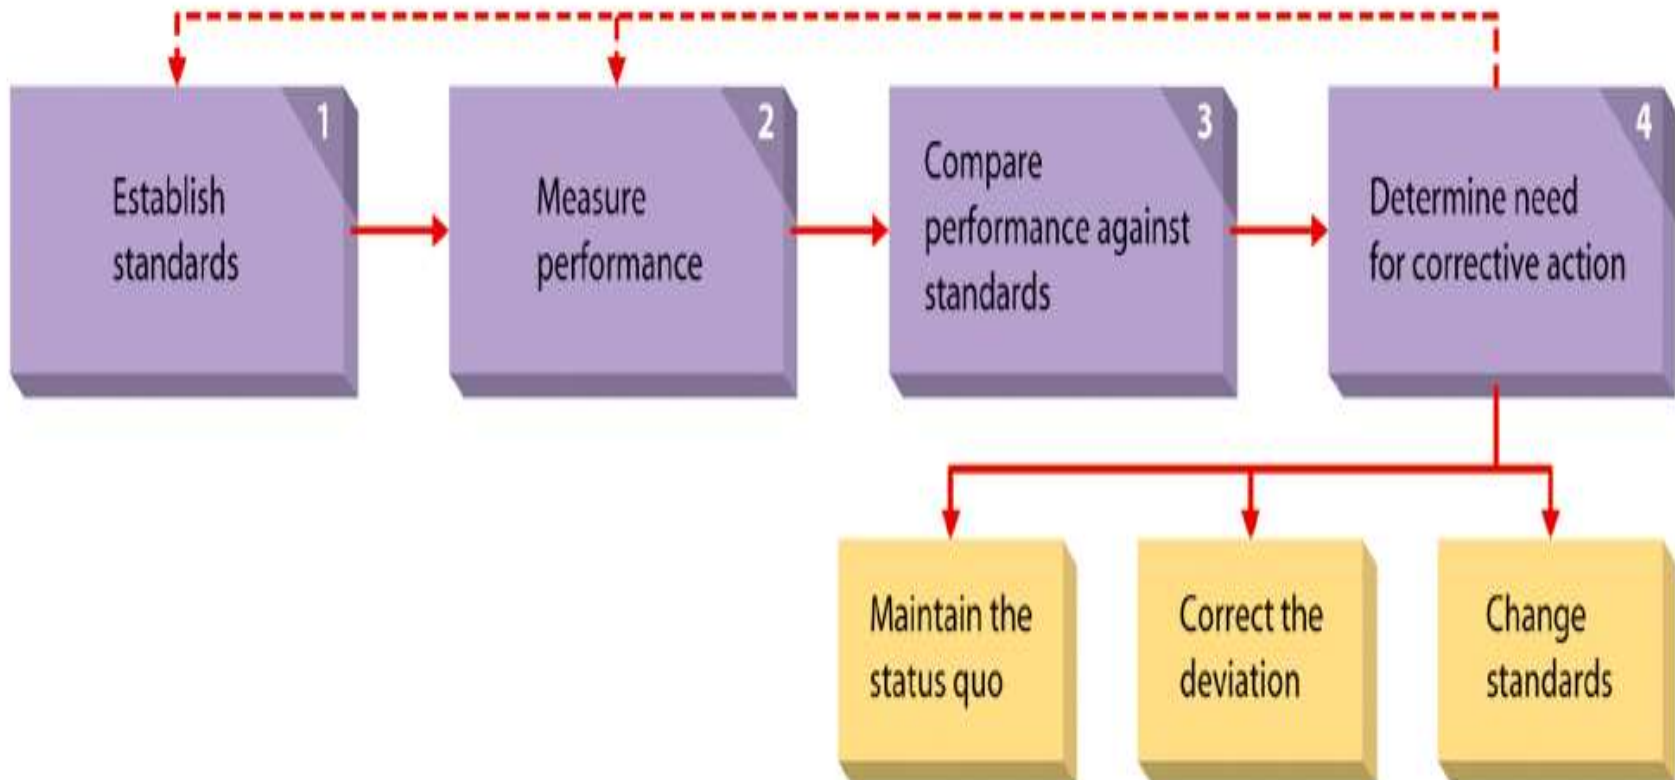 1
Establish
standards
2
Measure
performance
3
Compare
performance against
standards
4
Determine need
for corrective action
Maintain the
status quo
Correct the
deviation
Change
standards